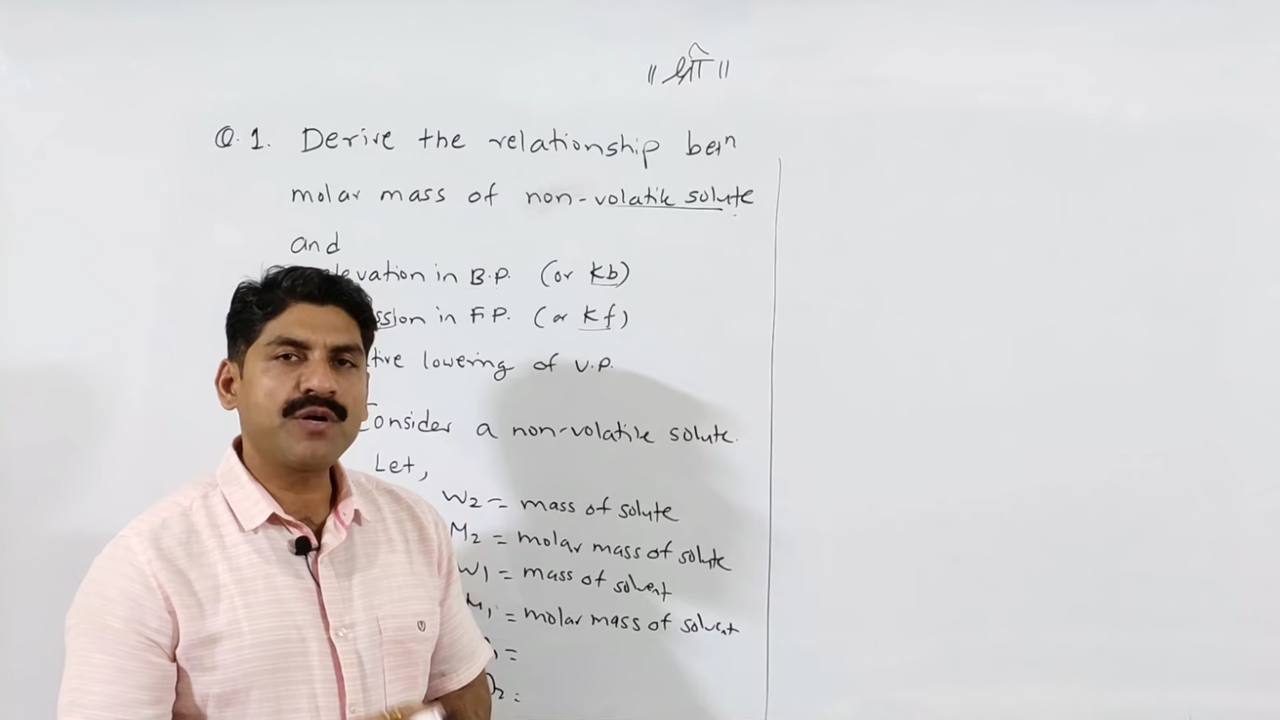 ॥ श्री ॥
Q. 1. Derive the relationship betn
molar mass of non-volatile solute
and
elevation in B.P. (or kb)
ssion in F.P. (or kf)
tive lowering of v.p.
Consider a non-volatile solute.
Let,
W2 = mass of solute
M2 = molar mass of solute
W1 = mass of solvent
M1 = molar mass of solvent
=
2 =